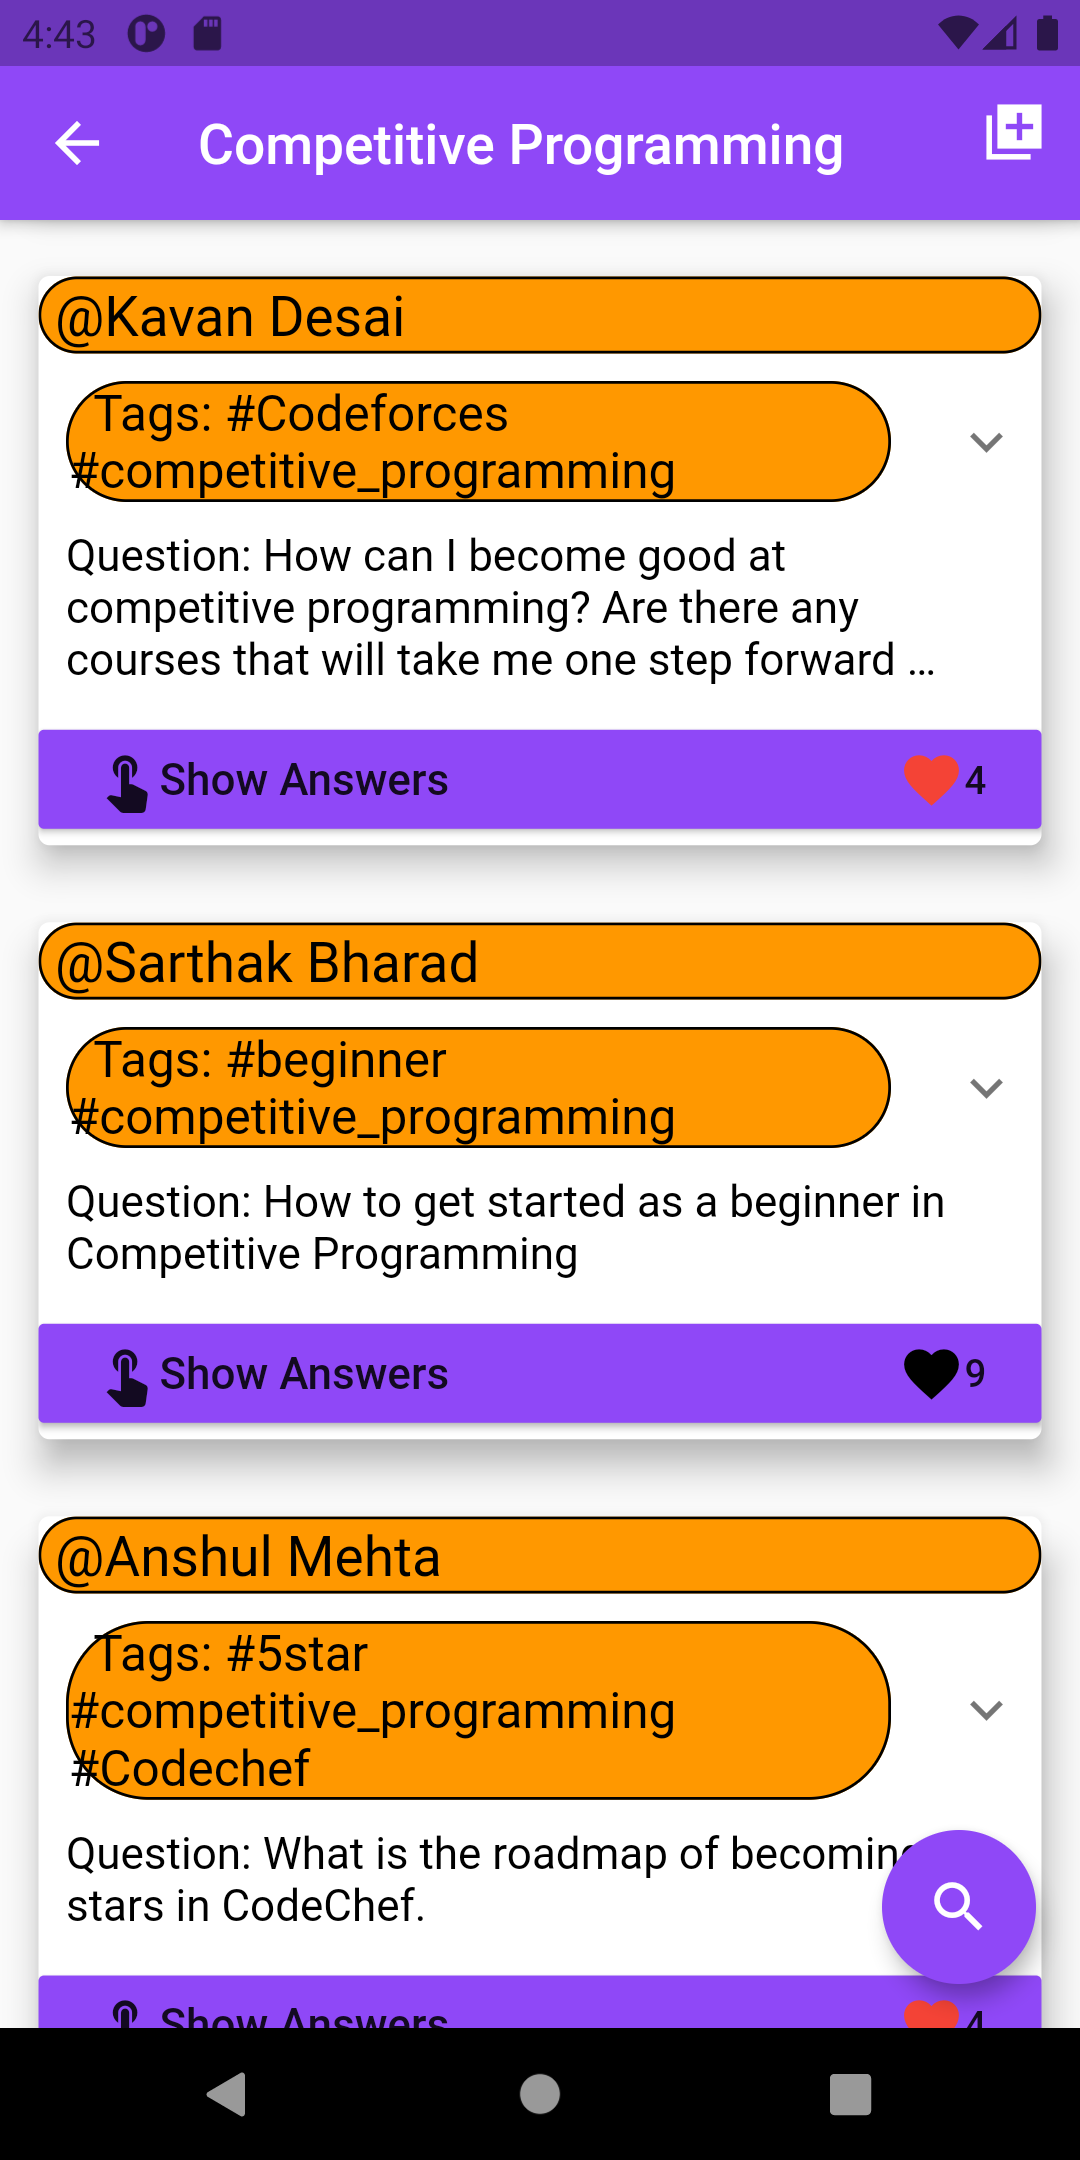 4:43
Competitive Programming
@Kavan Desai
Tags: #Codeforces
#competitive_programming
Question: How can I become good at
competitive programming? Are there any
courses that will take me one step forward ...
Show Answers
4
@Sarthak Bharad
Tags: #beginner
#competitive_programming
Question: How to get started as a beginner in
Competitive Programming
Show Answers
9
@Anshul Mehta
Tags: #5star
#competitive_programming
#Codechef
Question: What is the roadmap of becoming
stars in CodeChef.
Show Answers
4